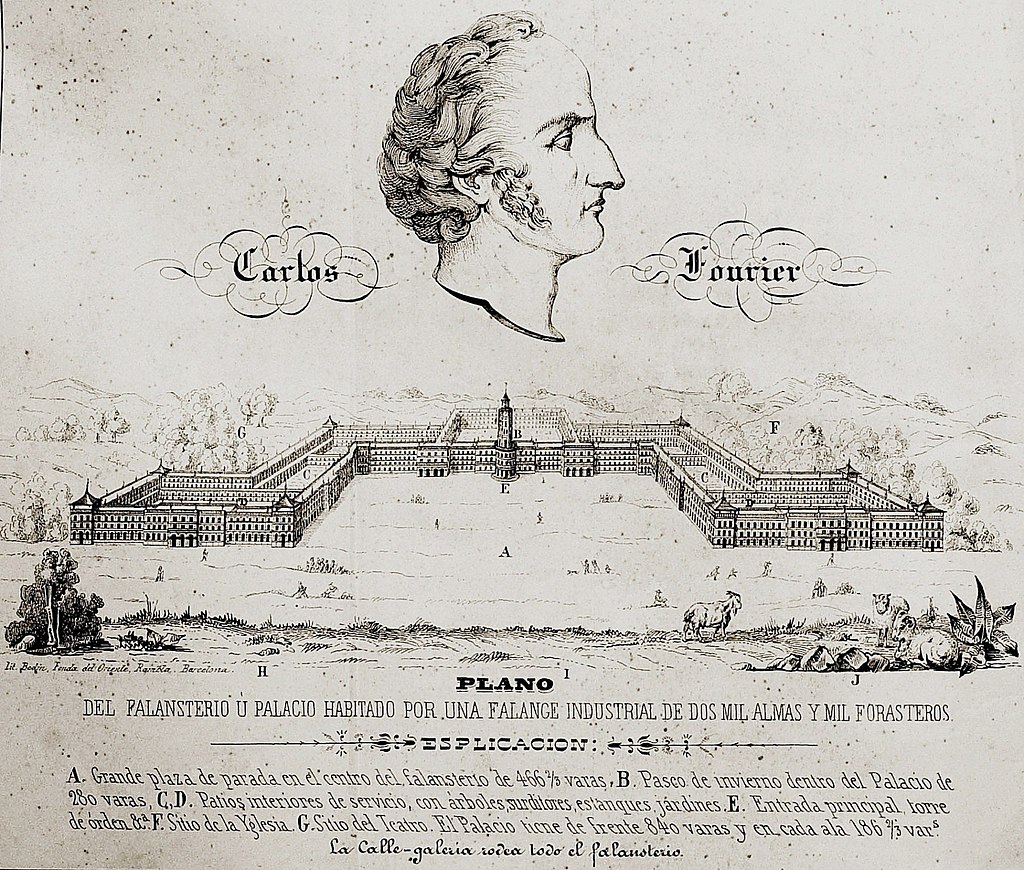 Carlos Fourier
G F
E
A
Lit. Bedin, Fonda del Oriente, Rambla. Barcelona.
H I J
PLANO
DEL FALANSTERIO Ú PALACIO HABITADO POR UNA FALANGE INDUSTRIAL DE DOS MIL ALMAS Y MIL FORASTEROS.
ESPLICACION:
A. Grande plaza de parada en el centro del falansterio de 466 2/3 varas, B. Paseo de invierno dentro del Palacio de
280 varas, C,D. Patios interiores de servicio, con árboles, surtidores, estanques, jardines. E. Entrada principal, torre
de órden &.ª F. Sitio de la Yglesia. G. Sitio del Teatro. El Palacio tiene de frente 840 varas y en cada ala 186 2/3 var.s
La Calle-galeria rodea todo el falansterio.